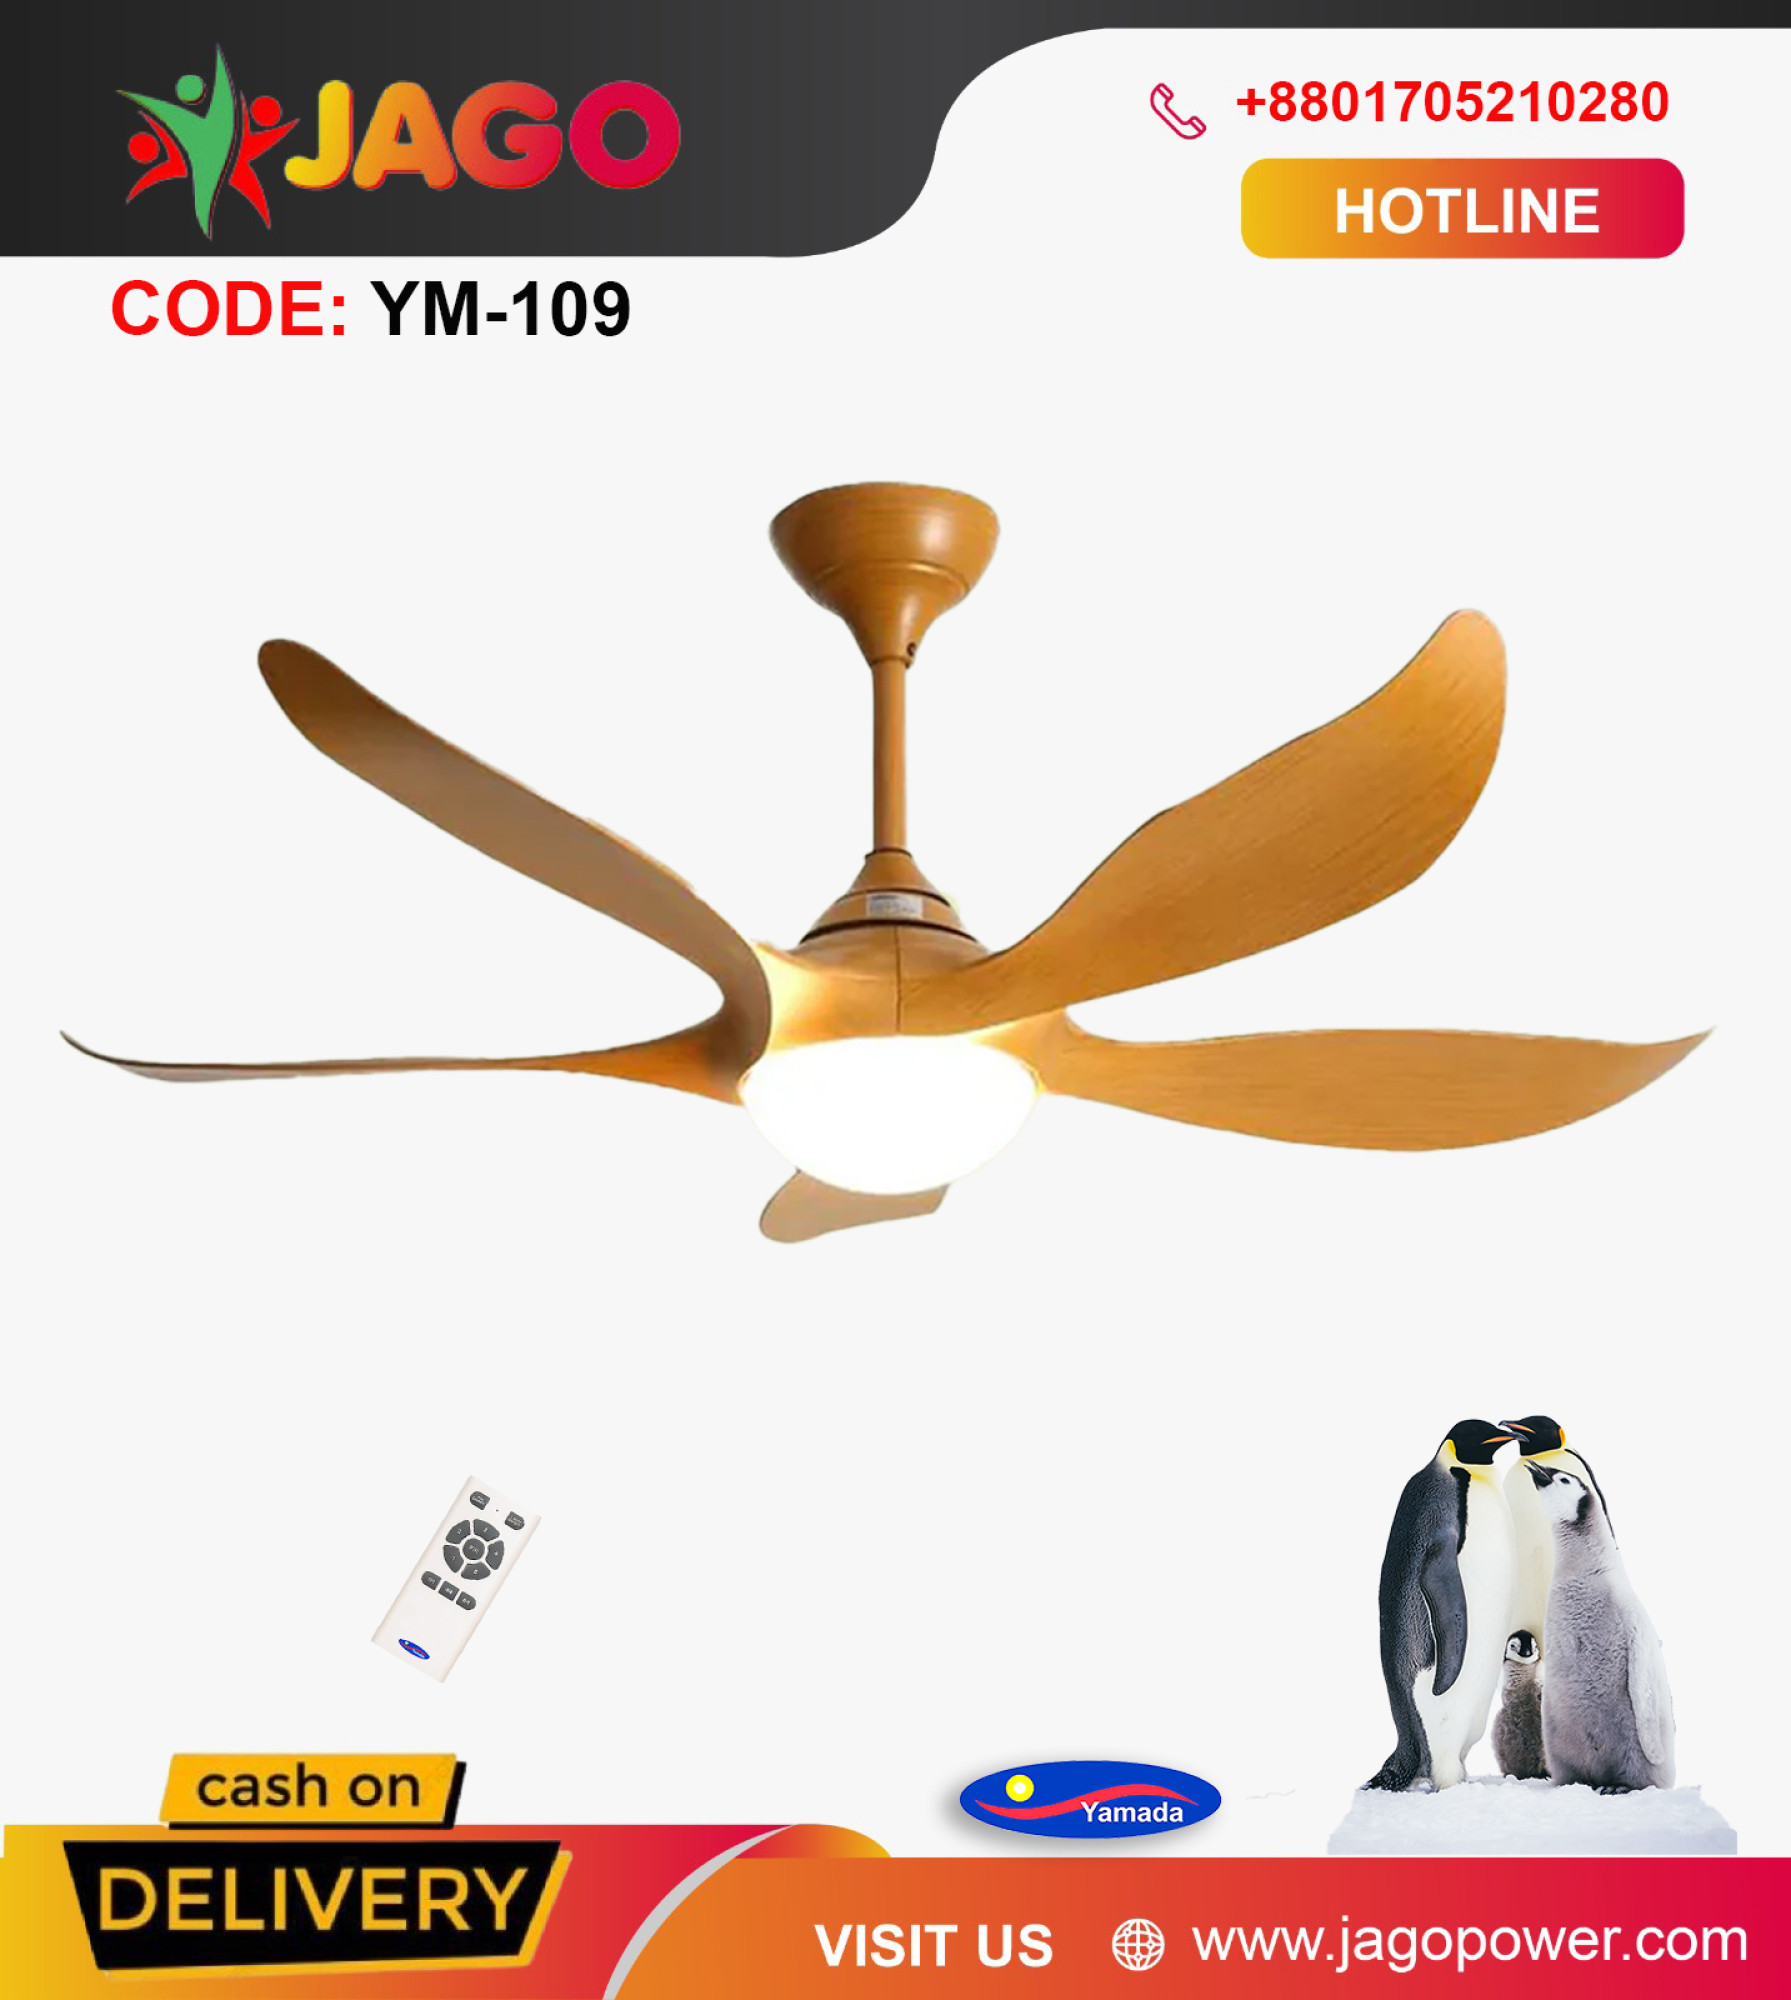 JAGO
+8801705210280
HOTLINE
CODE: YM-109
cash on
DELIVERY
Yamada
VISIT US
www.jagopower.com